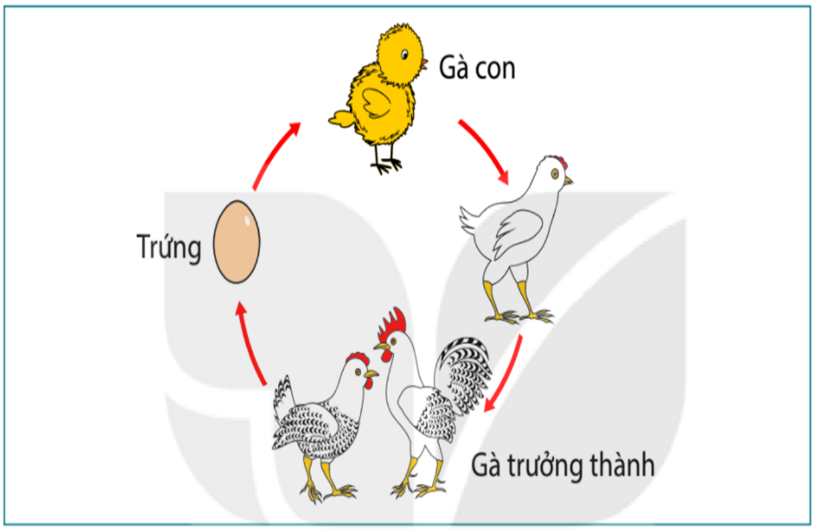 Gà con
Trứng
Gà trưởng thành